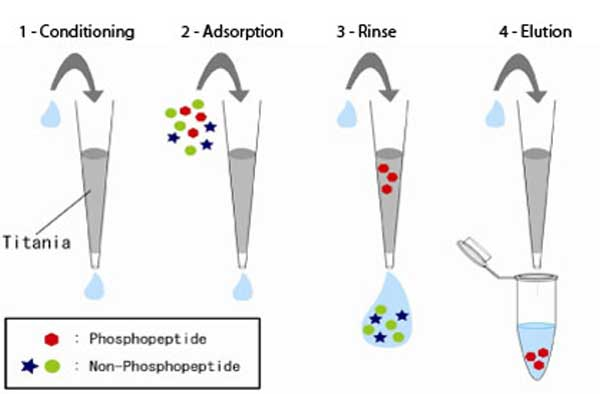 1 - Conditioning
2 - Adsorption
3 - Rinse
4 - Elution
Titania
: Phosphopeptide
: Non-Phosphopeptide